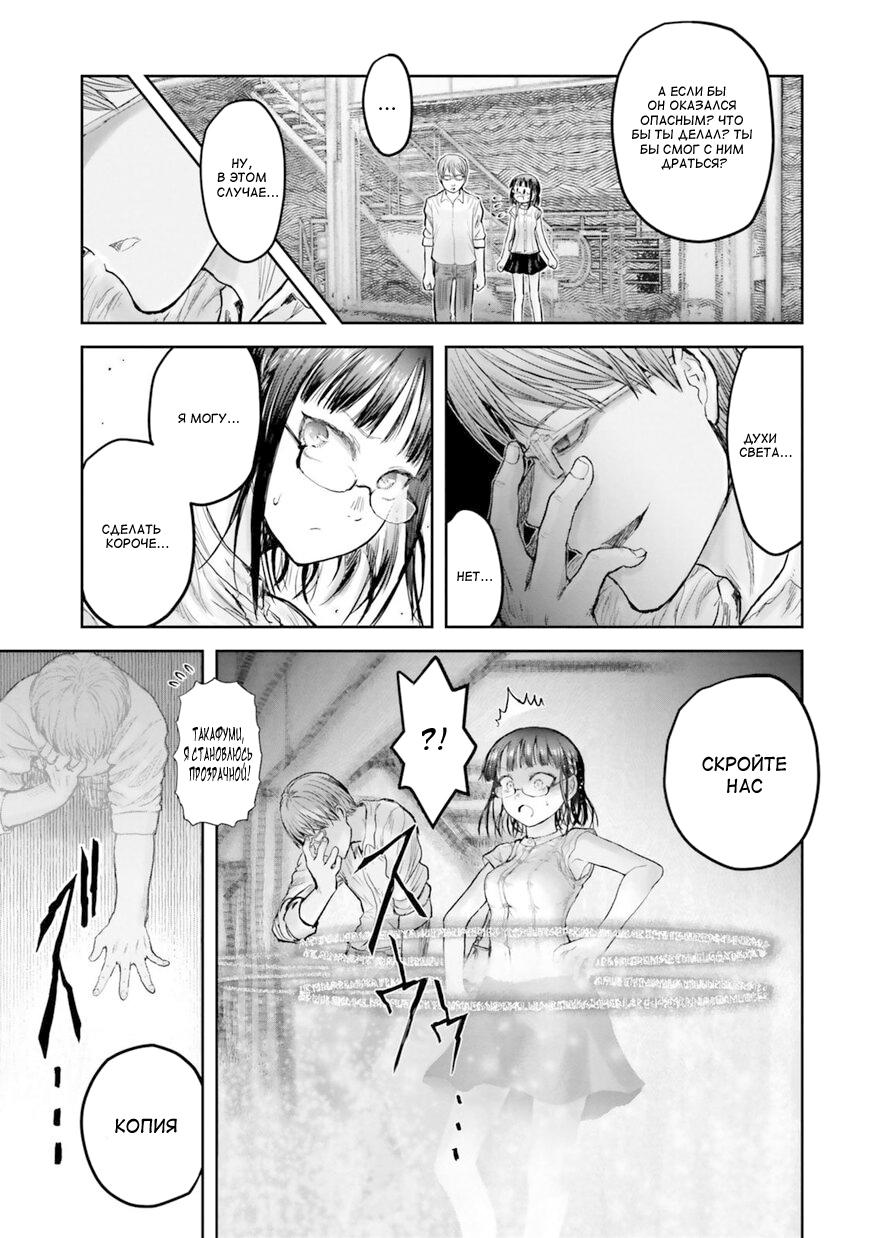 А ЕСЛИ БЫ
ОН ОКАЗАЛСЯ
ОПАСНЫМ? ЧТО
БЫ ТЫ ДЕЛАЛ? ТЫ
БЫ СМОГ С НИМ
ДРАТЬСЯ?
...
НУ,
В ЭТОМ
СЛУЧАЕ...
ДУХИ
СВЕТА...
НЕТ...
Я МОГУ...
СДЕЛАТЬ
КОРОЧЕ...
СКРОЙТЕ
НАС
?!
ТАКАФУМИ,
Я СТАНОВЛЮСЬ
ПРОЗРАЧНОЙ!
КОПИЯ